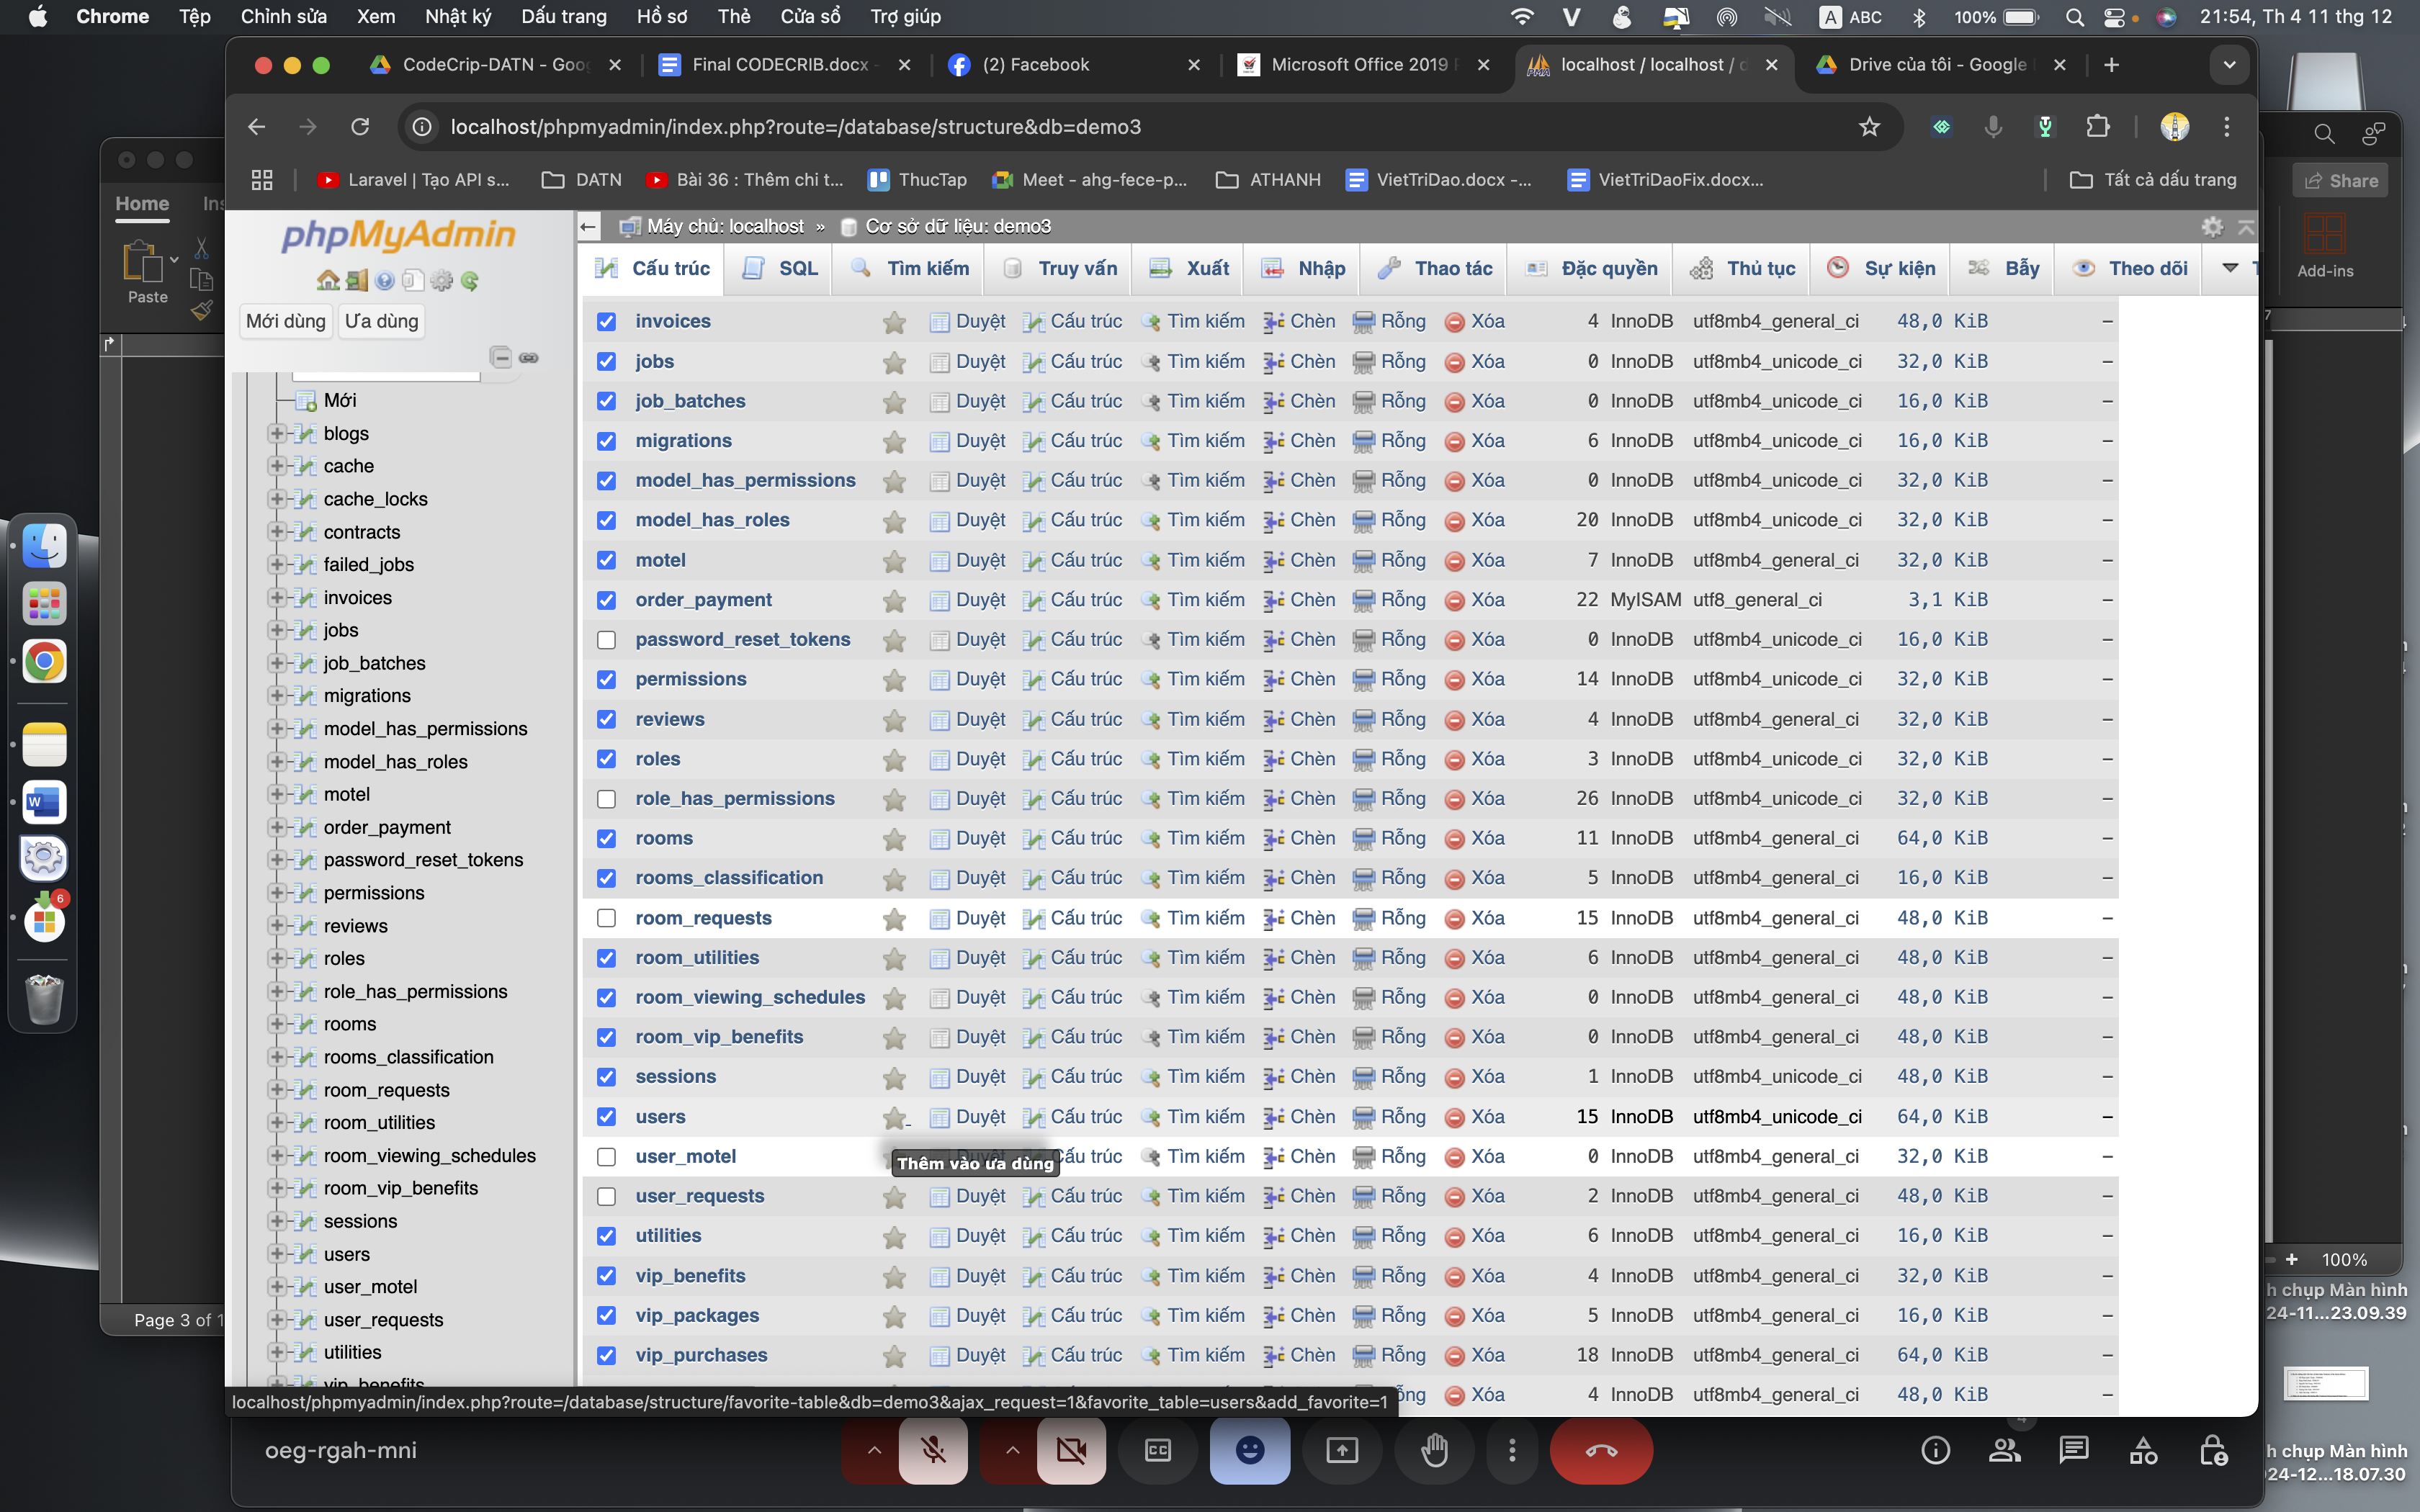 Chrome Tệp Chỉnh sửa Xem Nhật ký Dấu trang Hồ sơ Thẻ Cửa sổ Trợ giúp A ABC 100% 21:54, Th 4 11 thg 12
CodeCrip-DATN - Goo Final CODECRIB.docx - (2) Facebook Microsoft Office 2019 localhost / localhost / Drive của tôi - Google
localhost/phpmyadmin/index.php?route=/database/structure&db=demo3
Laravel | Tạo API s... DATN Bài 36 : Thêm chi t... ThucTap Meet - ahg-fece-p... ATHANH VietTriDao.docx -... VietTriDaoFix.docx... Tất cả dấu trang
Home Ins
Share
Paste
Add-ins
phpMyAdmin
Mới dùng Ưa dùng
Máy chủ: localhost » Cơ sở dữ liệu: demo3
Cấu trúc SQL Tìm kiếm Truy vấn Xuất Nhập Thao tác Đặc quyền Thủ tục Sự kiện Bẫy Theo dõi
Mới
blogs
cache
cache_locks
contracts
failed_jobs
invoices
jobs
job_batches
migrations
model_has_permissions
model_has_roles
motel
order_payment
password_reset_tokens
permissions
reviews
roles
role_has_permissions
rooms
rooms_classification
room_requests
room_utilities
room_viewing_schedules
room_vip_benefits
sessions
users
user_motel
user_requests
utilities
vip_benefits
invoices Duyệt Cấu trúc Tìm kiếm Chèn Rỗng Xóa 4 InnoDB utf8mb4_general_ci 48,0 KiB –
jobs Duyệt Cấu trúc Tìm kiếm Chèn Rỗng Xóa 0 InnoDB utf8mb4_unicode_ci 32,0 KiB –
job_batches Duyệt Cấu trúc Tìm kiếm Chèn Rỗng Xóa 0 InnoDB utf8mb4_unicode_ci 16,0 KiB –
migrations Duyệt Cấu trúc Tìm kiếm Chèn Rỗng Xóa 6 InnoDB utf8mb4_unicode_ci 16,0 KiB –
model_has_permissions Duyệt Cấu trúc Tìm kiếm Chèn Rỗng Xóa 0 InnoDB utf8mb4_unicode_ci 32,0 KiB –
model_has_roles Duyệt Cấu trúc Tìm kiếm Chèn Rỗng Xóa 20 InnoDB utf8mb4_unicode_ci 32,0 KiB –
motel Duyệt Cấu trúc Tìm kiếm Chèn Rỗng Xóa 7 InnoDB utf8mb4_general_ci 32,0 KiB –
order_payment Duyệt Cấu trúc Tìm kiếm Chèn Rỗng Xóa 22 MyISAM utf8_general_ci 3,1 KiB –
password_reset_tokens Duyệt Cấu trúc Tìm kiếm Chèn Rỗng Xóa 0 InnoDB utf8mb4_unicode_ci 16,0 KiB –
permissions Duyệt Cấu trúc Tìm kiếm Chèn Rỗng Xóa 14 InnoDB utf8mb4_unicode_ci 32,0 KiB –
reviews Duyệt Cấu trúc Tìm kiếm Chèn Rỗng Xóa 4 InnoDB utf8mb4_general_ci 32,0 KiB –
roles Duyệt Cấu trúc Tìm kiếm Chèn Rỗng Xóa 3 InnoDB utf8mb4_unicode_ci 32,0 KiB –
role_has_permissions Duyệt Cấu trúc Tìm kiếm Chèn Rỗng Xóa 26 InnoDB utf8mb4_unicode_ci 32,0 KiB –
rooms Duyệt Cấu trúc Tìm kiếm Chèn Rỗng Xóa 11 InnoDB utf8mb4_general_ci 64,0 KiB –
rooms_classification Duyệt Cấu trúc Tìm kiếm Chèn Rỗng Xóa 5 InnoDB utf8mb4_general_ci 16,0 KiB –
room_requests Duyệt Cấu trúc Tìm kiếm Chèn Rỗng Xóa 15 InnoDB utf8mb4_general_ci 48,0 KiB –
room_utilities Duyệt Cấu trúc Tìm kiếm Chèn Rỗng Xóa 6 InnoDB utf8mb4_general_ci 48,0 KiB –
room_viewing_schedules Duyệt Cấu trúc Tìm kiếm Chèn Rỗng Xóa 0 InnoDB utf8mb4_general_ci 48,0 KiB –
room_vip_benefits Duyệt Cấu trúc Tìm kiếm Chèn Rỗng Xóa 0 InnoDB utf8mb4_general_ci 48,0 KiB –
sessions Duyệt Cấu trúc Tìm kiếm Chèn Rỗng Xóa 1 InnoDB utf8mb4_unicode_ci 48,0 KiB –
users Duyệt Cấu trúc Tìm kiếm Chèn Rỗng Xóa 15 InnoDB utf8mb4_unicode_ci 64,0 KiB –
user_motel Cấu trúc Tìm kiếm Chèn Rỗng Xóa 0 InnoDB utf8mb4_general_ci 32,0 KiB –
Thêm vào ưa dùng
user_requests Duyệt Cấu trúc Tìm kiếm Chèn Rỗng Xóa 2 InnoDB utf8mb4_general_ci 48,0 KiB –
utilities Duyệt Cấu trúc Tìm kiếm Chèn Rỗng Xóa 6 InnoDB utf8mb4_general_ci 16,0 KiB –
vip_benefits Duyệt Cấu trúc Tìm kiếm Chèn Rỗng Xóa 4 InnoDB utf8mb4_general_ci 32,0 KiB –
vip_packages Duyệt Cấu trúc Tìm kiếm Chèn Rỗng Xóa 5 InnoDB utf8mb4_general_ci 16,0 KiB –
vip_purchases Duyệt Cấu trúc Tìm kiếm Chèn Rỗng Xóa 18 InnoDB utf8mb4_general_ci 64,0 KiB –
ỗng Xóa 4 InnoDB utf8mb4_general_ci 48,0 KiB –
localhost/phpmyadmin/index.php?route=/database/structure/favorite-table&db=demo3&ajax_request=1&favorite_table=users&add_favorite=1
6
W
Page 3 of 1
100%
h chụp Màn hình
24-11...23.09.39
oeg-rgah-mni
CC
4
h chụp Màn hình
24-12...18.07.30